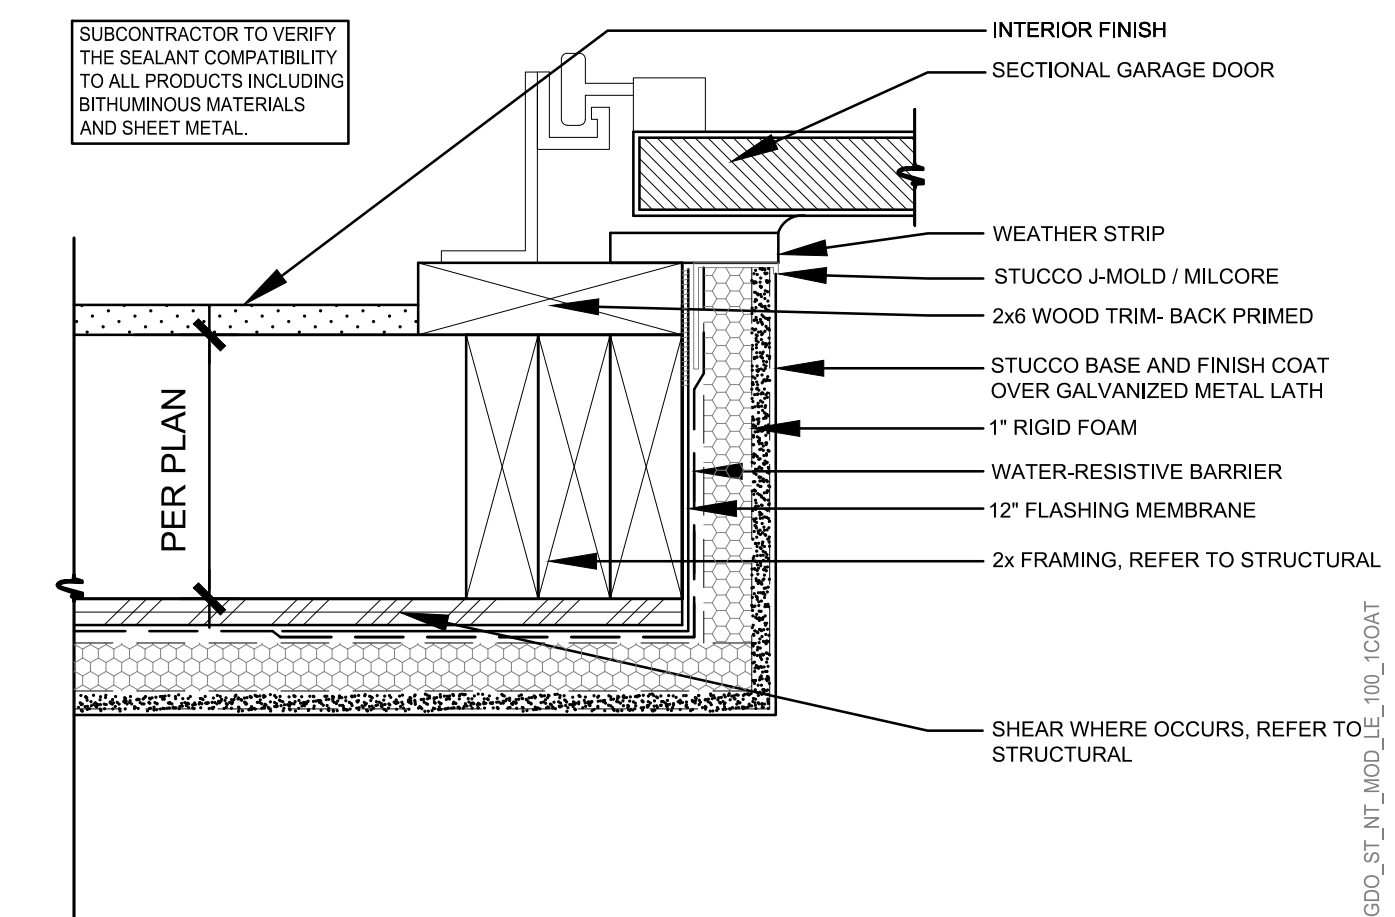 SUBCONTRACTOR TO VERIFY
THE SEALANT COMPATIBILITY
TO ALL PRODUCTS INCLUDING
BITHUMINOUS MATERIALS
AND SHEET METAL.
INTERIOR FINISH
SECTIONAL GARAGE DOOR
WEATHER STRIP
STUCCO J-MOLD / MILCORE
2x6 WOOD TRIM- BACK PRIMED
STUCCO BASE AND FINISH COAT
OVER GALVANIZED METAL LATH
1" RIGID FOAM
WATER-RESISTIVE BARRIER
12" FLASHING MEMBRANE
2x FRAMING, REFER TO STRUCTURAL
SHEAR WHERE OCCURS, REFER TO
STRUCTURAL
PER PLAN
GDO_ST_NT_MOD_LE_100_1COAT